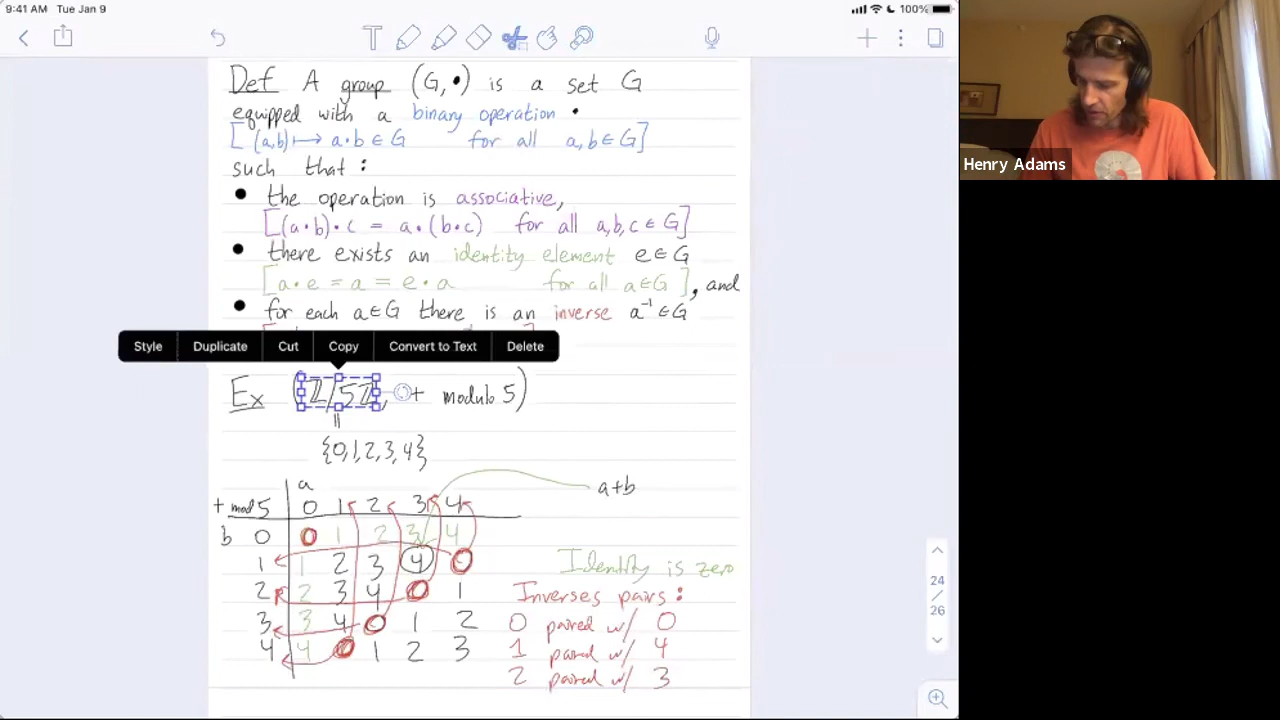 9:41 AM Tue Jan 9
100%
Def A group (G, •) is a set G
equipped with a binary operation •
[ (a,b) ↦ a•b ∈ G for all a,b ∈ G]
such that :
• the operation is associative,
[(a•b)•c = a•(b•c) for all a,b,c ∈ G]
• there exists an identity element e ∈ G
[a•e = a = e•a for all a∈G ], and
• for each a∈G there is an inverse a⁻¹ ∈ G
Style Duplicate Cut Copy Convert to Text Delete
Ex (ℤ/5ℤ, + modulo 5)
{0,1,2,3,4}
a
a+b
+ mod 5 0 1 2 3 4
b 0 0 1 2 3 4
1 1 2 3 4 0
2 2 3 4 0 1
3 3 4 0 1 2
4 4 0 1 2 3
Identity is zero
Inverses pairs :
0 paired w/ 0
1 paired w/ 4
2 paired w/ 3
24
/
26
Henry Adams